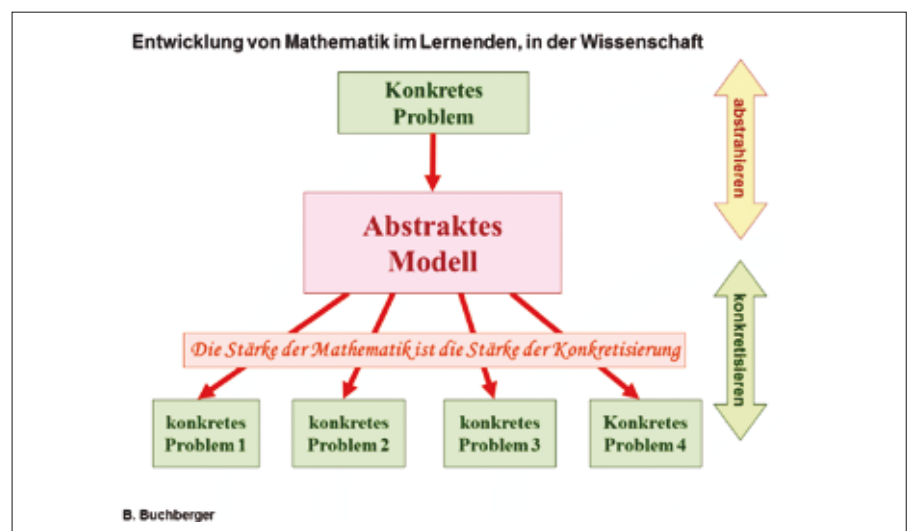 Entwicklung von Mathematik im Lernenden, in der Wissenschaft
Konkretes
Problem
abstrahieren
Abstraktes
Modell
konkretisieren
Die Stärke der Mathematik ist die Stärke der Konkretisierung
konkretes
Problem 1
konkretes
Problem 2
konkretes
Problem 3
Konkretes
Problem 4
B. Buchberger